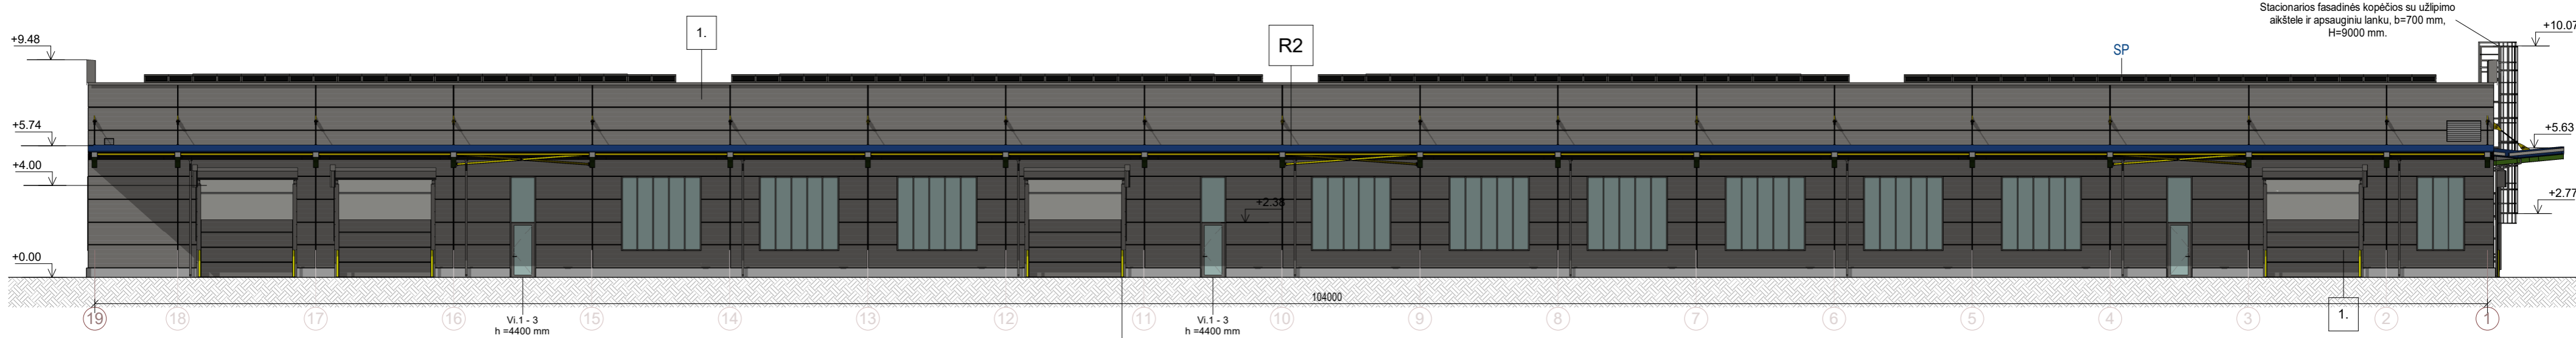 Stacionarios fasadinės kopėčios su užlipimo
aikštele ir apsauginiu lanku, b=700 mm,
H=9000 mm.
+10.07
+9.48
1.
R2
SP
+5.74
+5.63
+4.00
+2.77
+2.38
+0.00
104000
19 18 17 16 15 14 13 12 11 10 9 8 7 6 5 4 3 2 1
Vi.1 - 3
h =4400 mm
Vi.1 - 3
h =4400 mm
1.